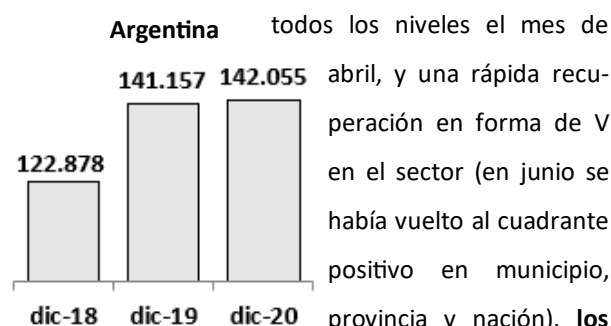 Argentina
141.157 142.055
122.878
dic-18 dic-19 dic-20
todos los niveles el mes de
abril, y una rápida recu-
peración en forma de V
en el sector (en junio se
había vuelto al cuadrante
positivo en municipio,
provincia y nación), los